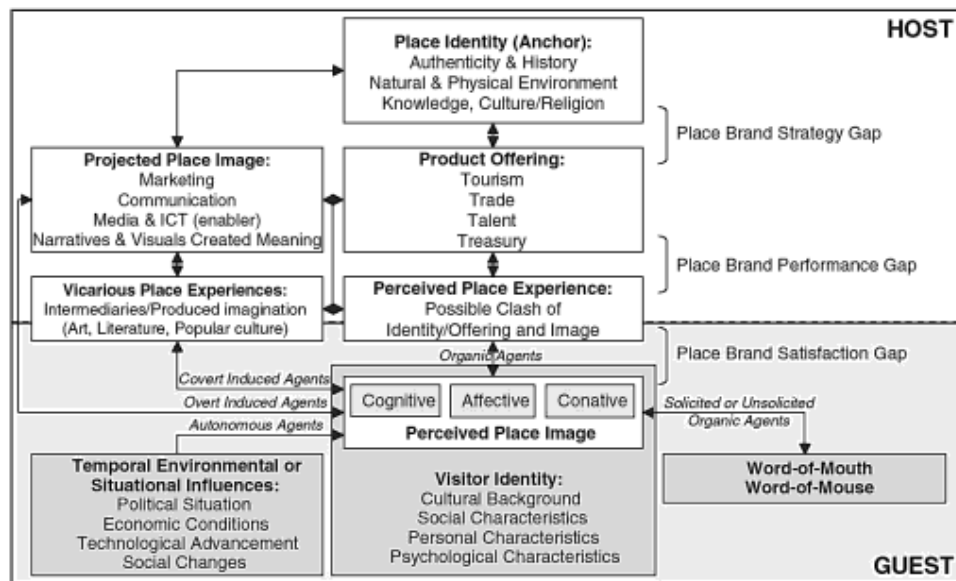 HOST
Place Identity (Anchor):
Authenticity & History
Natural & Physical Environment
Knowledge, Culture/Religion
Place Brand Strategy Gap
Projected Place Image:
Marketing
Communication
Media & ICT (enabler)
Narratives & Visuals Created Meaning
Product Offering:
Tourism
Trade
Talent
Treasury
Place Brand Performance Gap
Vicarious Place Experiences:
Intermediaries/Produced imagination
(Art, Literature, Popular culture)
Perceived Place Experience:
Possible Clash of
Identity/Offering and Image
Place Brand Satisfaction Gap
Organic Agents
Covert Induced Agents
Overt Induced Agents
Autonomous Agents
Cognitive
Affective
Conative
Perceived Place Image
Solicited or Unsolicited
Organic Agents
Temporal Environmental or
Situational Influences:
Political Situation
Economic Conditions
Technological Advancement
Social Changes
Visitor Identity:
Cultural Background
Social Characteristics
Personal Characteristics
Psychological Characteristics
Word-of-Mouth
Word-of-Mouse
GUEST